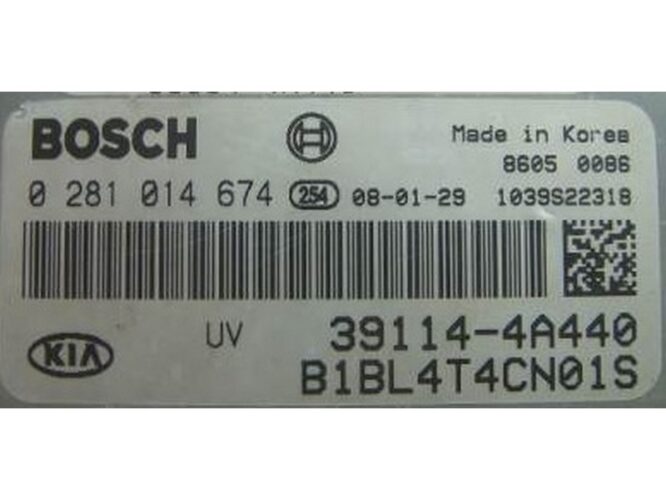 BOSCH Made in Korea
8605 0086
0 281 014 674 254 08-01-29 1039S22318
UV 39114-4A440
KIA B1BL4T4CN01S